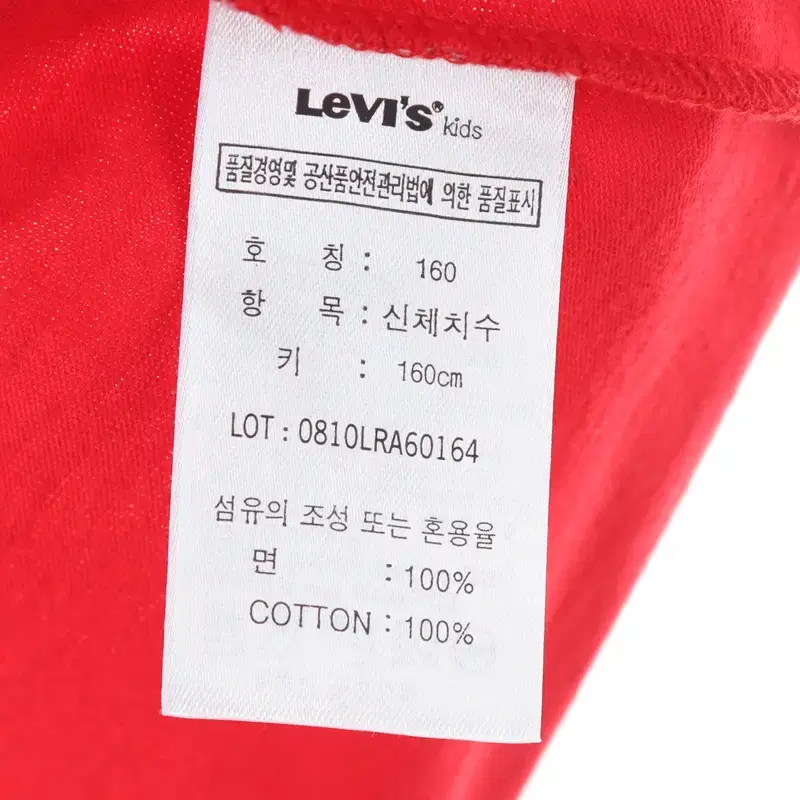 Levi's® kids
품질경영및 공산품안전관리법에 의한 품질표시
호 칭 : 160
항 목 : 신체치수
키 : 160cm
LOT : 0810LRA60164
섬유의 조성 또는 혼용율
면 : 100%
COTTON : 100%